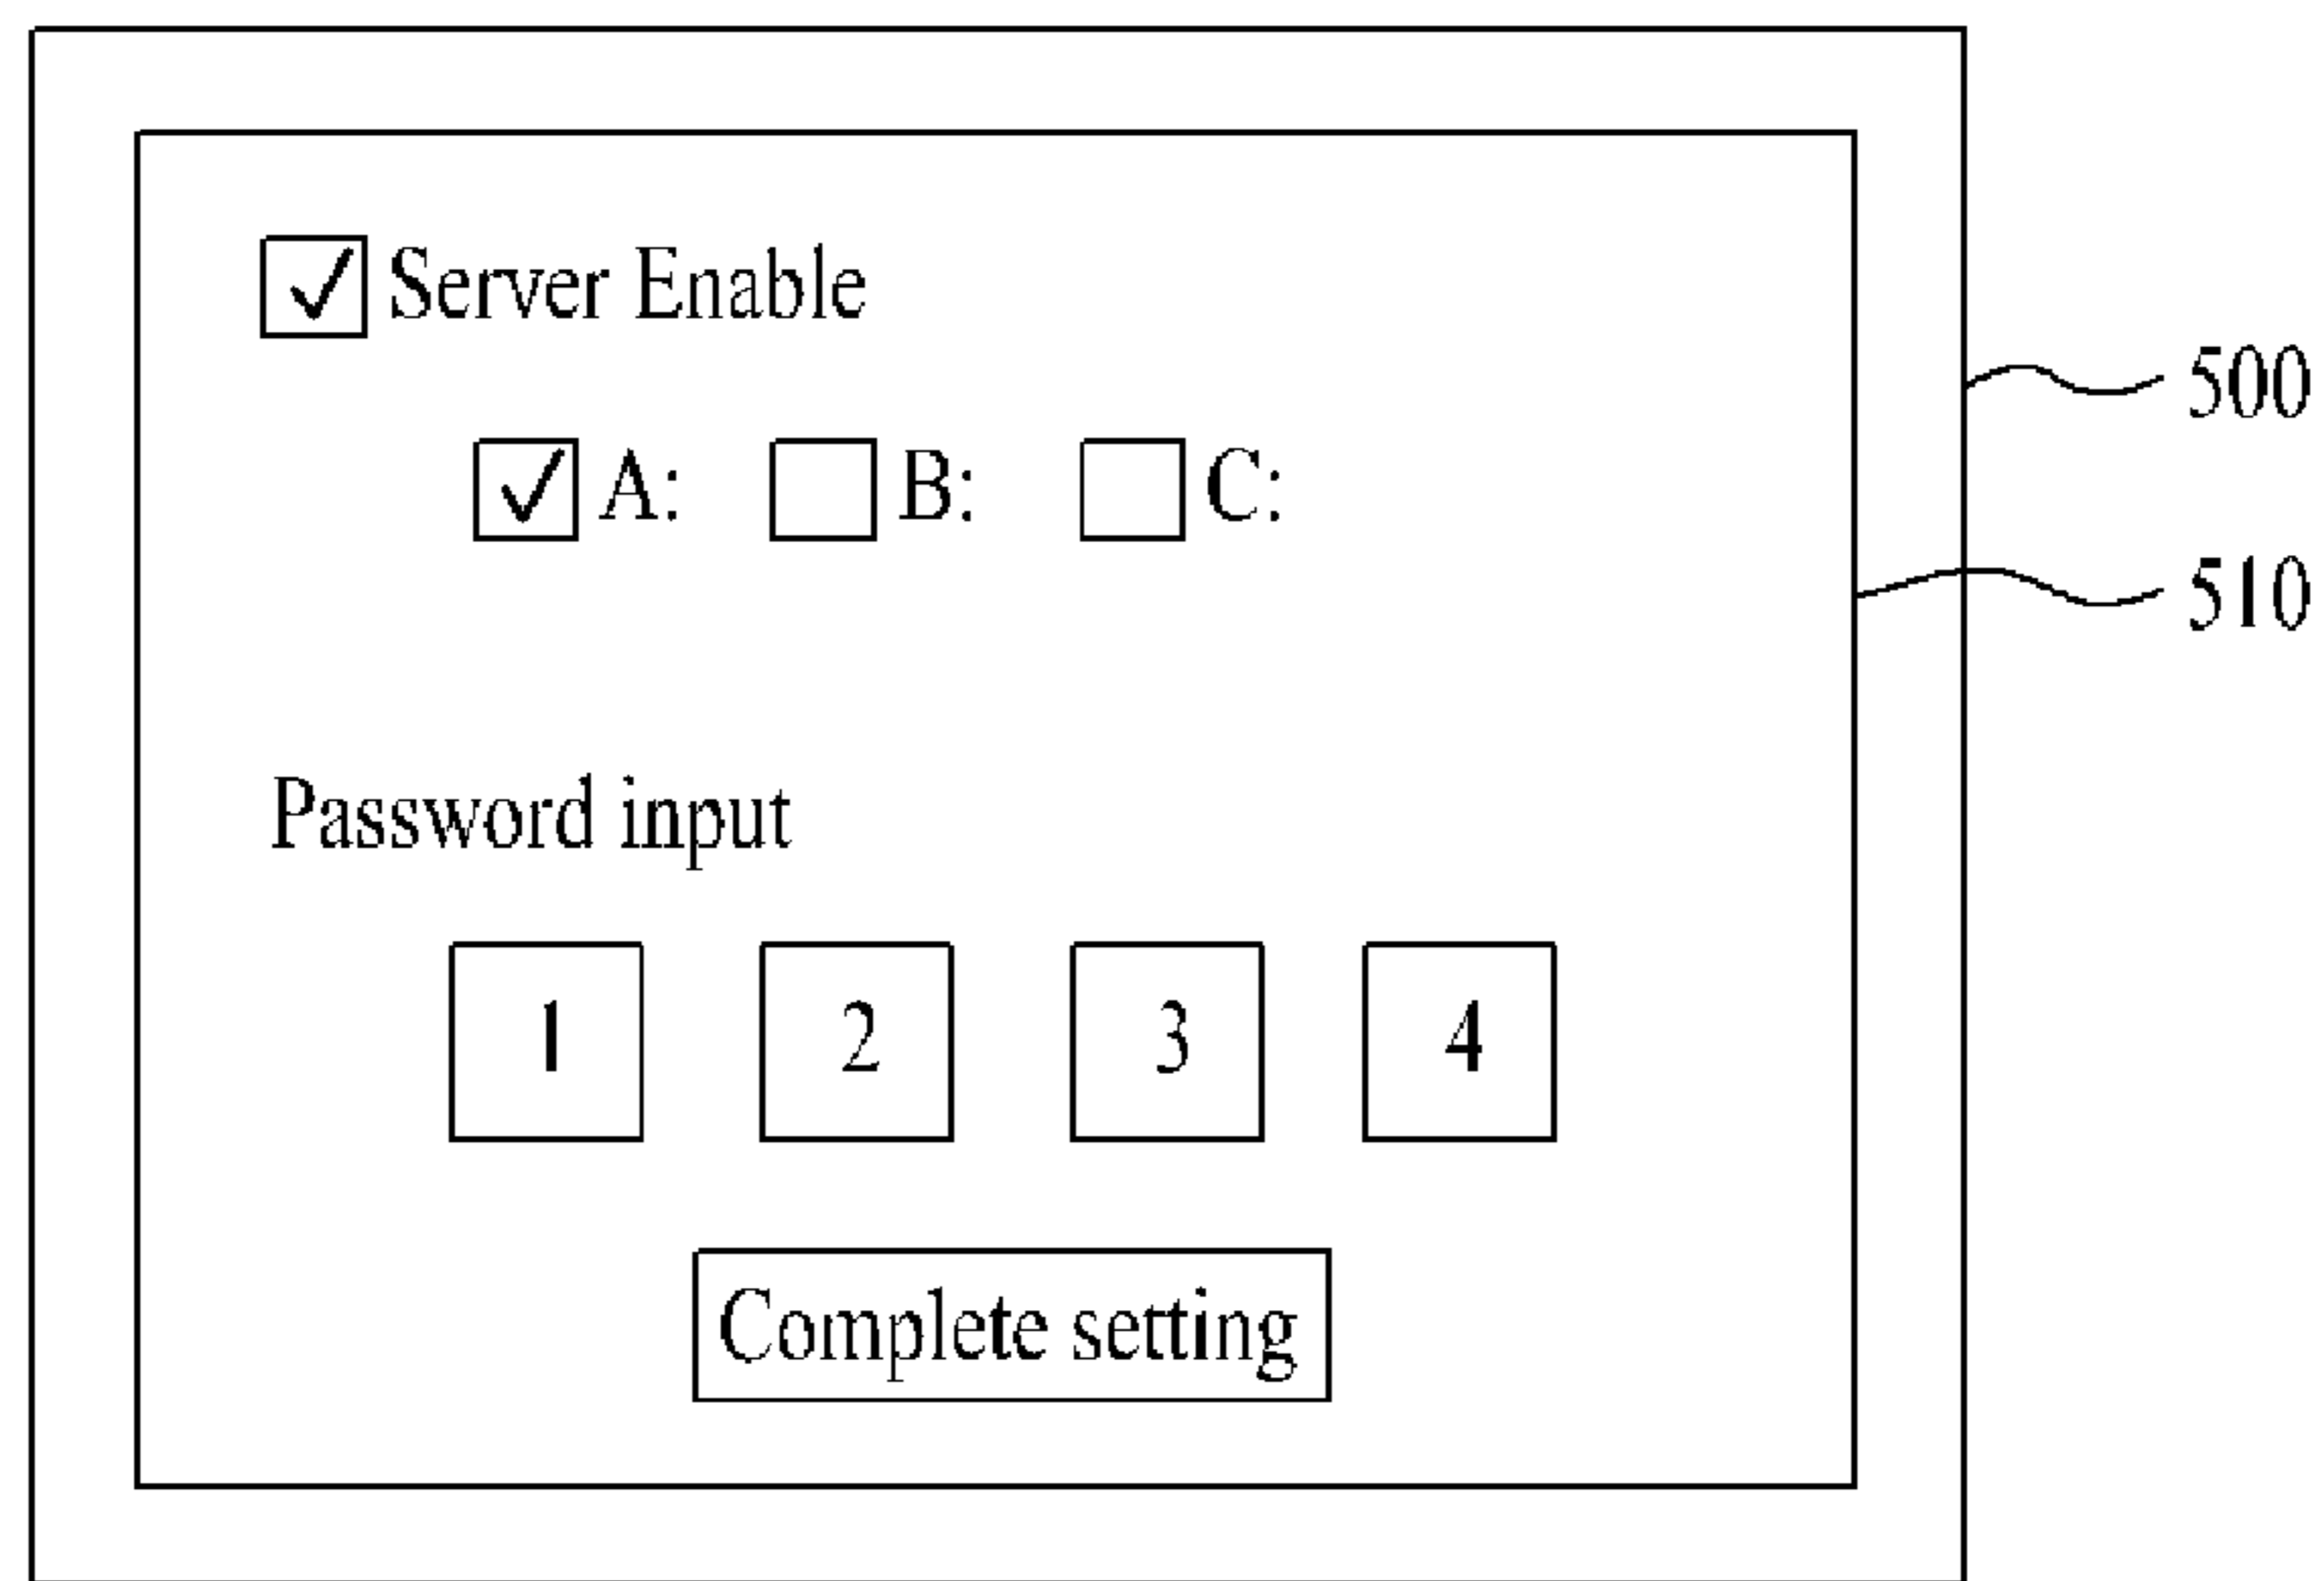 Server Enable
A: B: C:
Password input
1 2 3 4
Complete setting
500
510